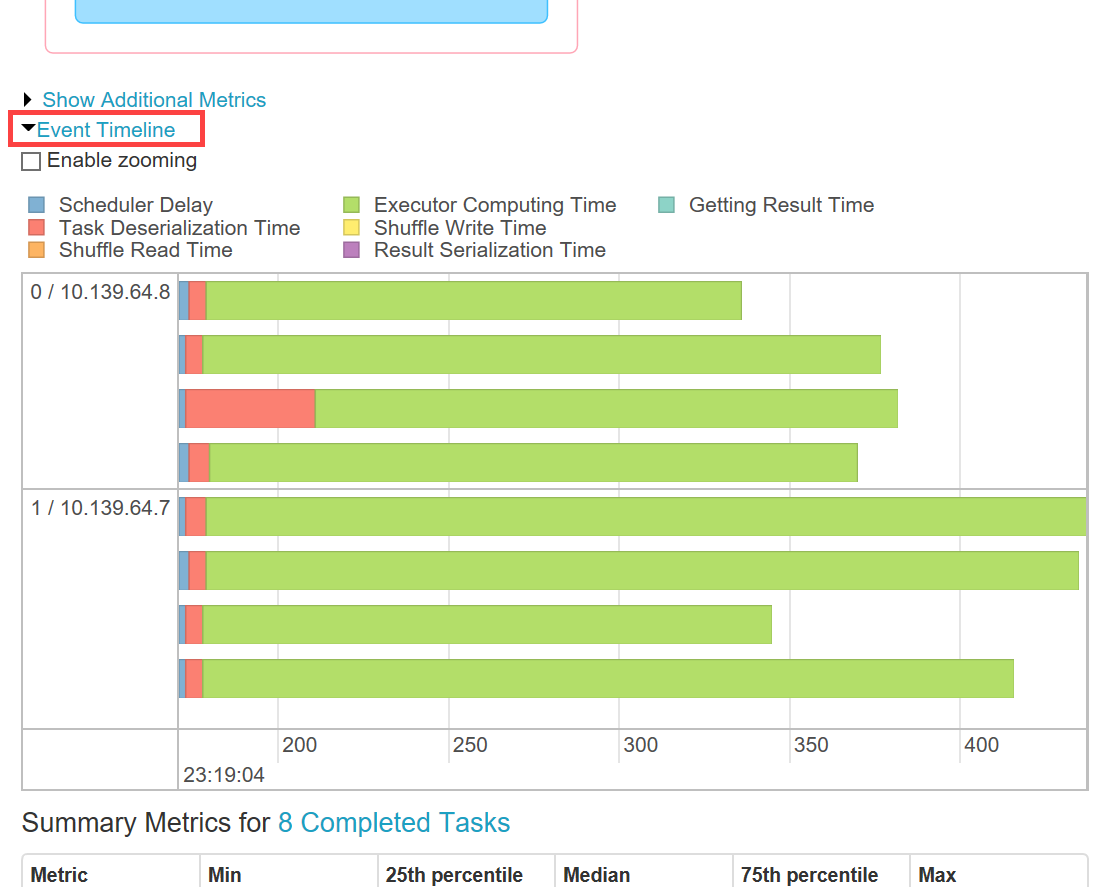 Show Additional Metrics
Event Timeline
Enable zooming
Scheduler Delay Executor Computing Time Getting Result Time
Task Deserialization Time Shuffle Write Time
Shuffle Read Time Result Serialization Time
0 / 10.139.64.8
1 / 10.139.64.7
200 250 300 350 400
23:19:04
Summary Metrics for 8 Completed Tasks
Metric Min 25th percentile Median 75th percentile Max